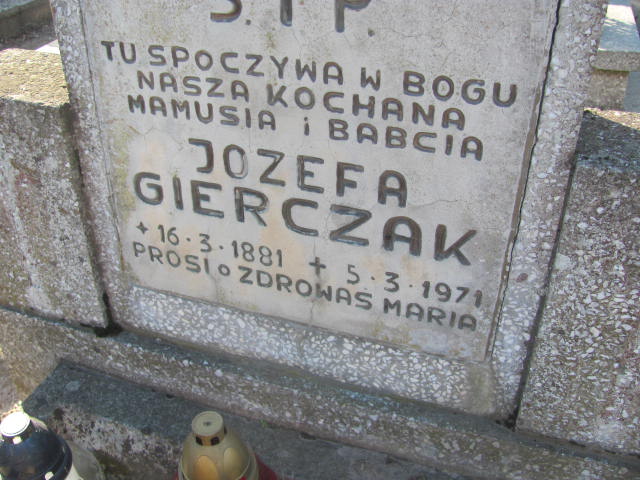 Ś.†P.
TU SPOCZYWA W BOGU
NASZA KOCHANA
MAMUSIA i BABCIA
JOZEFA
GIERCZAK
+ 16.3.1881 + 5.3.1971
PROSI o ZDROWAS MARIA